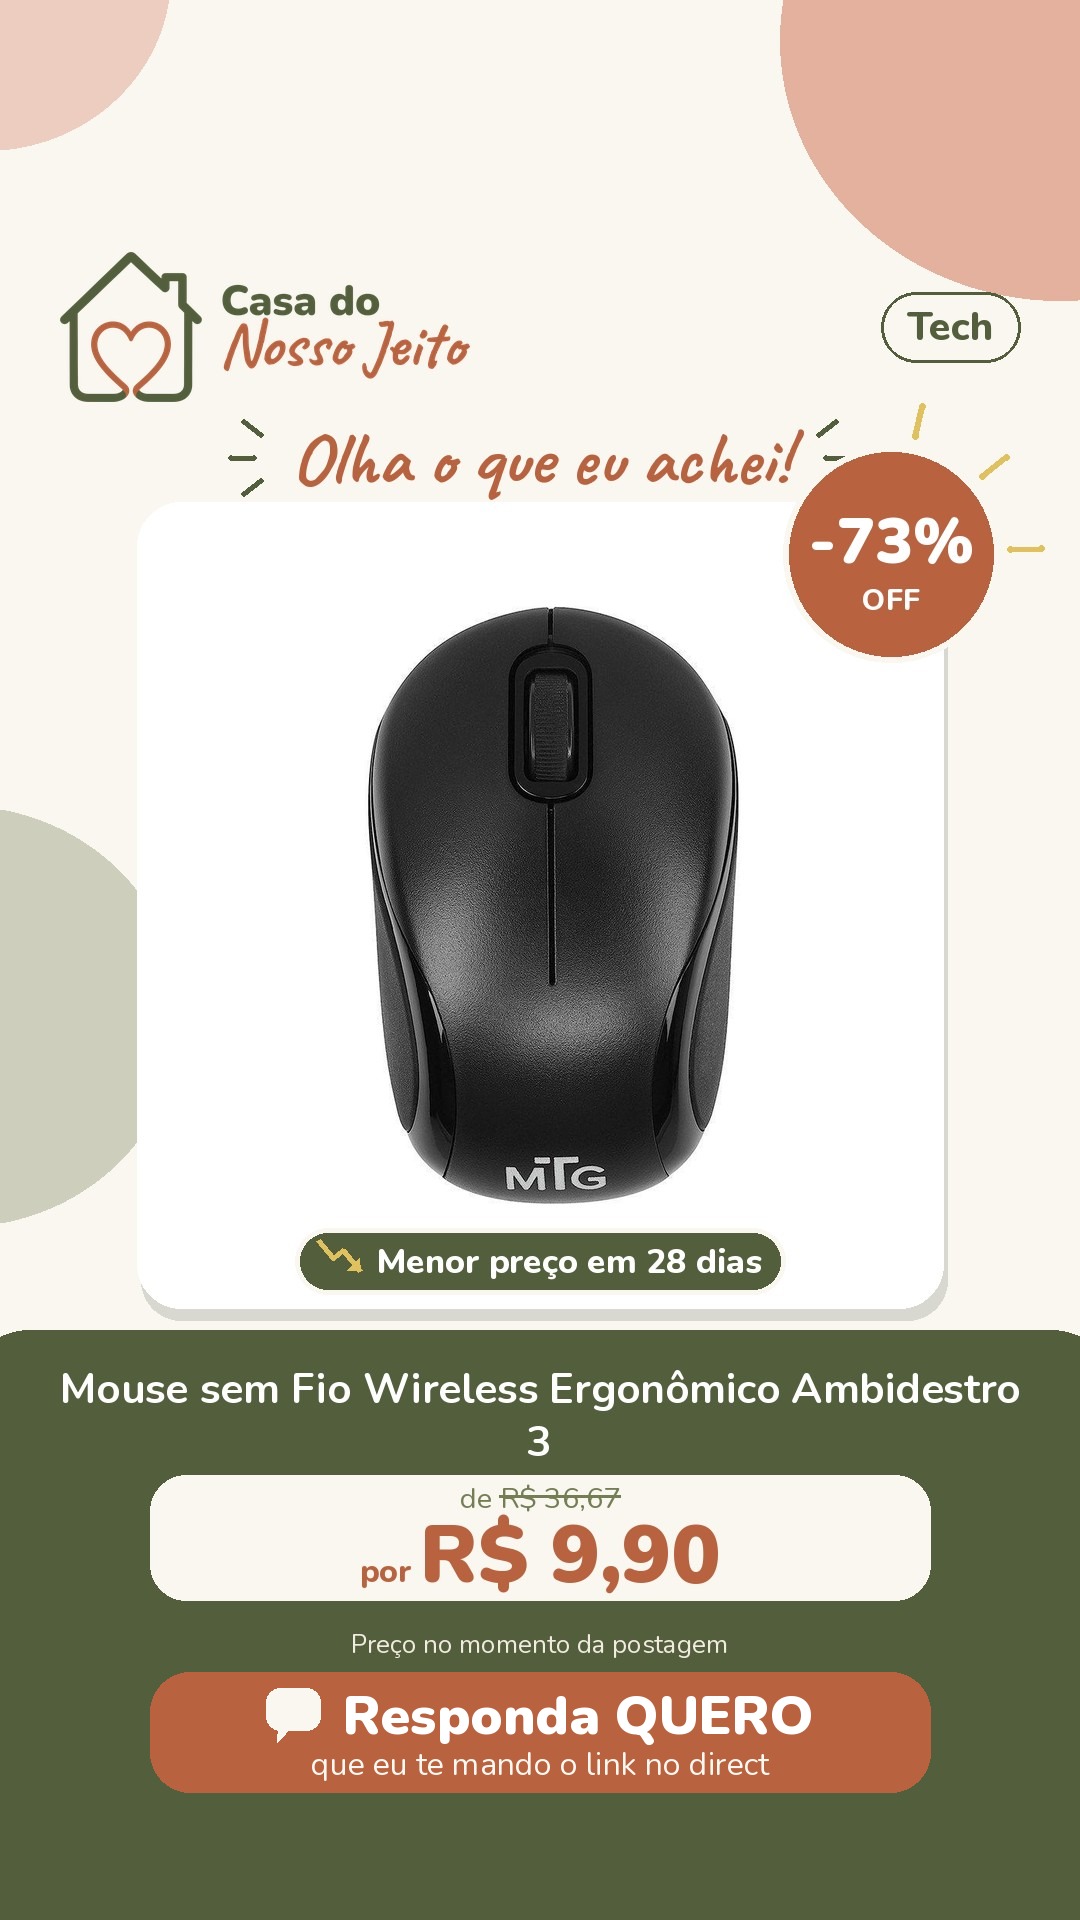 Casa do
Nosso Jeito
Tech
Olha o que eu achei!
-73%
OFF
MTG
Menor preço em 28 dias
Mouse sem Fio Wireless Ergonômico Ambidestro
3
de R$ 36,67
por R$ 9,90
Preço no momento da postagem
Responda QUERO
que eu te mando o link no direct